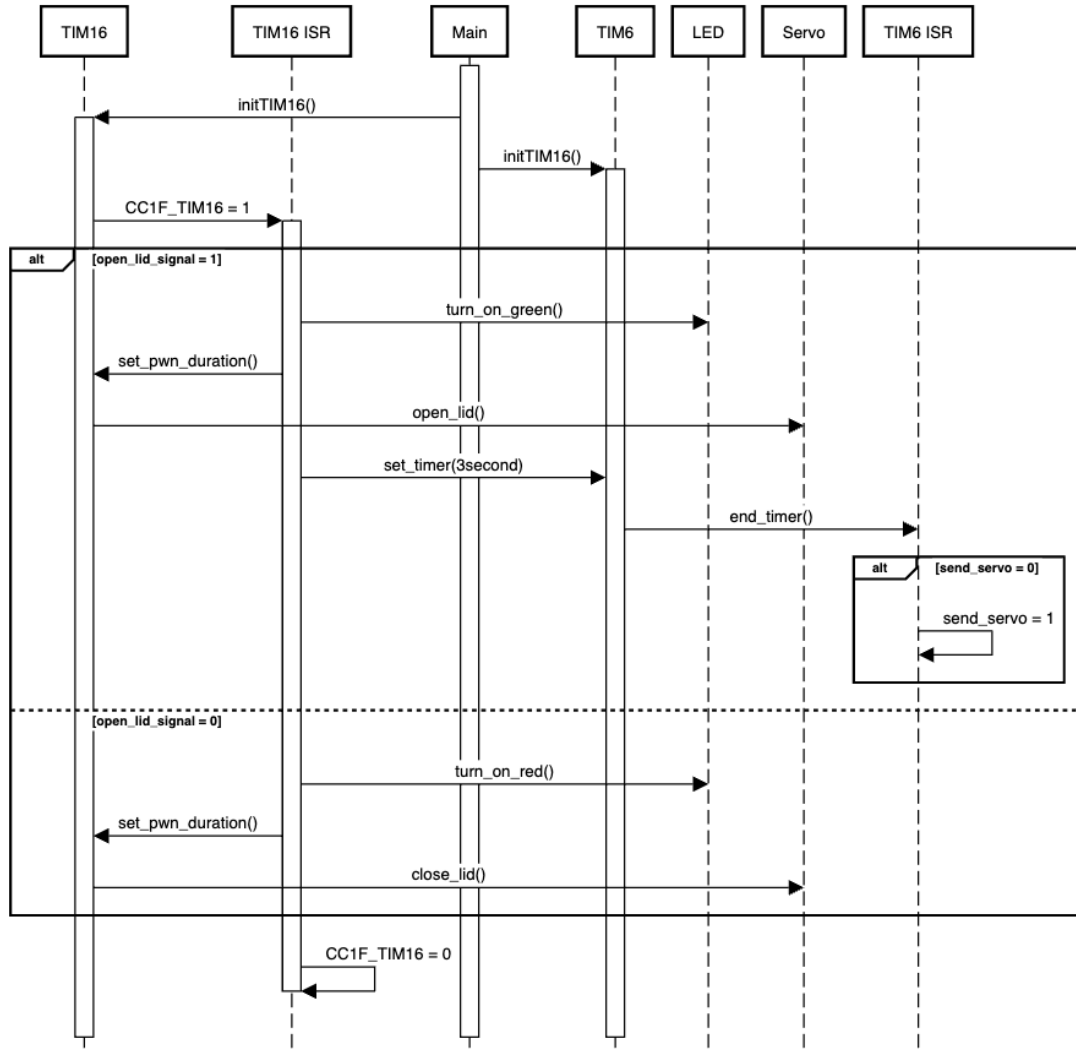 TIM16
TIM16 ISR
Main
TIM6
LED
Servo
TIM6 ISR
initTIM16()
initTIM16()
CC1F_TIM16 = 1
alt
[open_lid_signal = 1]
turn_on_green()
set_pwn_duration()
open_lid()
set_timer(3second)
end_timer()
alt
[send_servo = 0]
send_servo = 1
[open_lid_signal = 0]
turn_on_red()
set_pwn_duration()
close_lid()
CC1F_TIM16 = 0